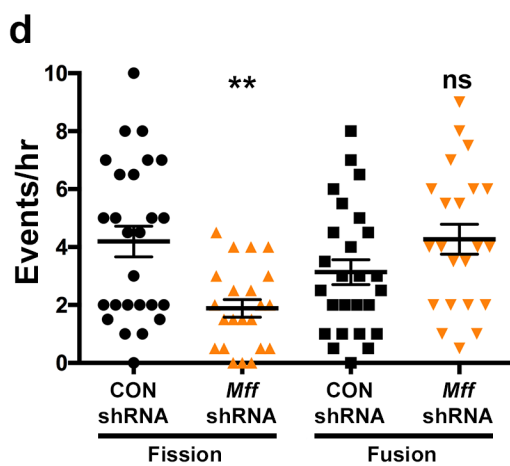 d
** ns
Events/hr
10
8
6
4
2
0
CON Mff CON Mff
shRNA shRNA shRNA shRNA
Fission Fusion